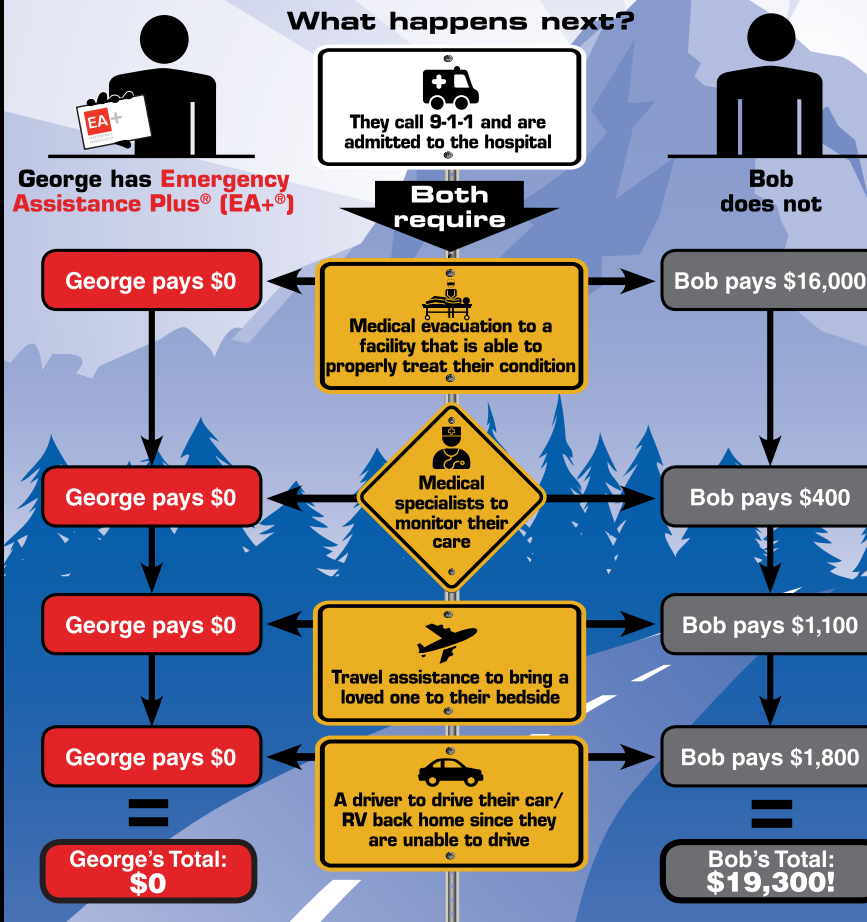 What happens next?
EA+
They call 9-1-1 and are
admitted to the hospital
George has Emergency
Assistance Plus® (EA+®)
Bob
does not
Both
require
George pays $0
Medical evacuation to a
facility that is able to
properly treat their condition
Bob pays $16,000
George pays $0
Medical
specialists to
monitor their
care
Bob pays $400
George pays $0
Travel assistance to bring a
loved one to their bedside
Bob pays $1,100
George pays $0
A driver to drive their car/
RV back home since they
are unable to drive
Bob pays $1,800
=
=
George's Total:
$0
Bob's Total:
$19,300!